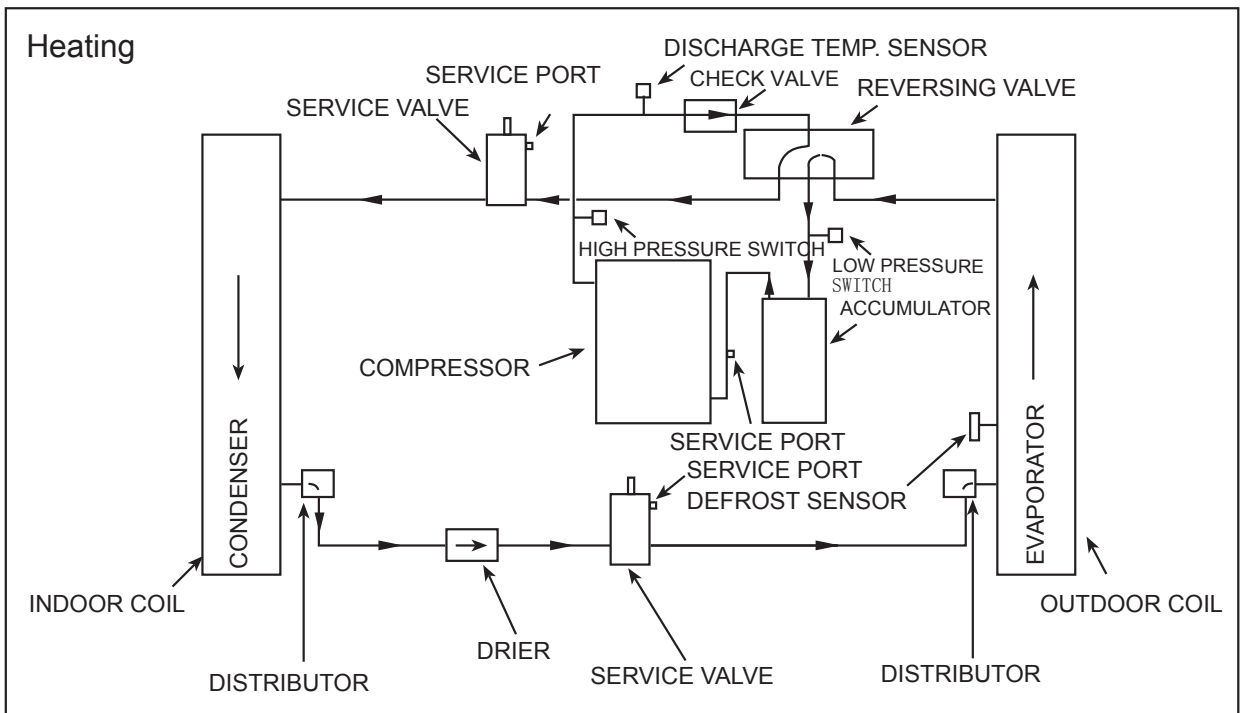 Heating
DISCHARGE TEMP. SENSOR
SERVICE PORT
CHECK VALVE
REVERSING VALVE
SERVICE VALVE
HIGH PRESSURE SWITCH
LOW PRESSURE
SWITCH
ACCUMULATOR
COMPRESSOR
CONDENSER
EVAPORATOR
SERVICE PORT
SERVICE PORT
DEFROST SENSOR
INDOOR COIL
OUTDOOR COIL
DRIER
DISTRIBUTOR
SERVICE VALVE
DISTRIBUTOR